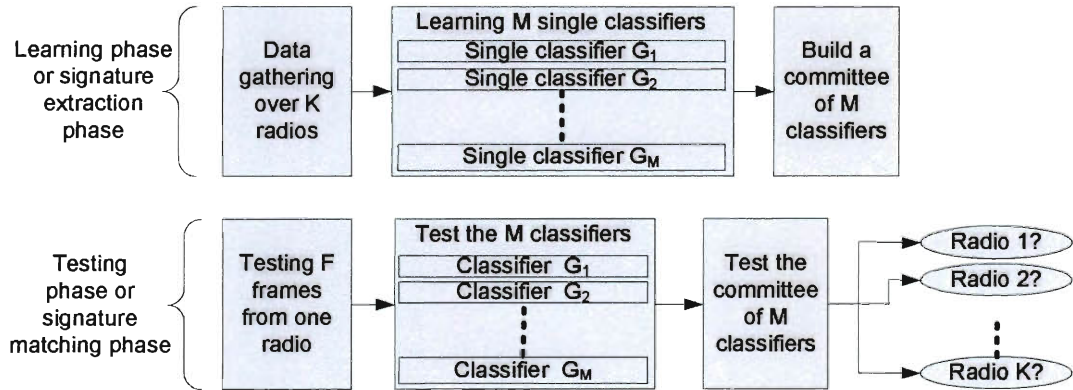 Learning phase
or signature
extraction
phase
Data
gathering
over K
radios
Learning M single classifiers
Single classifier G1
Single classifier G2
Single classifier GM
Build a
committee
of M
classifiers
Testing
phase or
signature
matching phase
Testing F
frames
from one
radio
Test the M classifiers
Classifier G1
Classifier G2
Classifier GM
Test the
committee
of M
classifiers
Radio 1?
Radio 2?
Radio K?